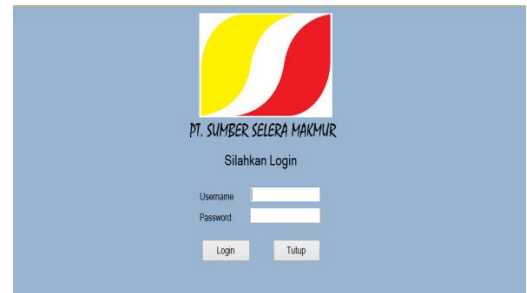 PT. SUMBER SELERA MAKMUR
Silahkan Login
Username
Password
Login Tutup